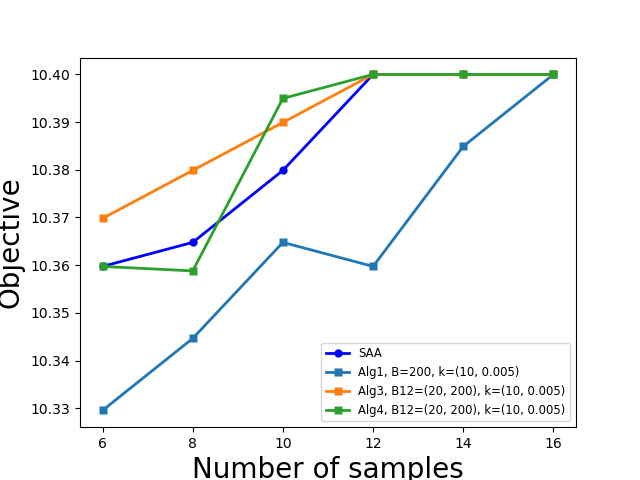 10.40
10.39
10.38
10.37
10.36
10.35
10.34
10.33
Objective
6 8 10 12 14 16
Number of samples
SAA
Alg1, B=200, k=(10, 0.005)
Alg3, B12=(20, 200), k=(10, 0.005)
Alg4, B12=(20, 200), k=(10, 0.005)